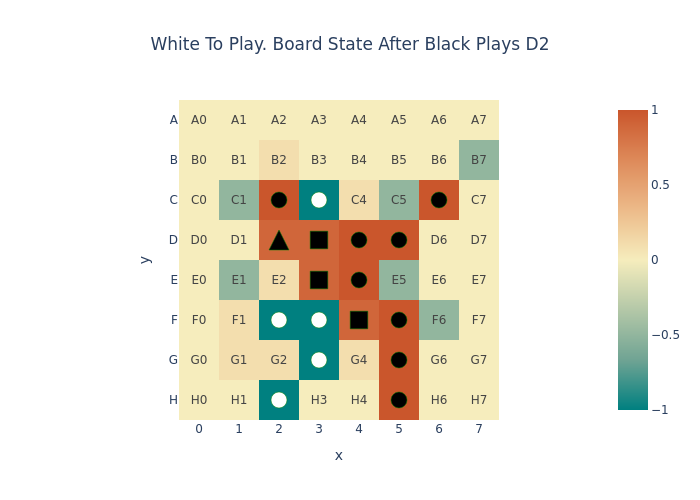 White To Play. Board State After Black Plays D2
A A0 A1 A2 A3 A4 A5 A6 A7
B B0 B1 B2 B3 B4 B5 B6 B7
C C0 C1 C4 C5 C7
D D0 D1 D6 D7
E E0 E1 E2 E5 E6 E7
F F0 F1 F6 F7
G G0 G1 G2 G4 G6 G7
H H0 H1 H3 H4 H6 H7
0 1 2 3 4 5 6 7
x
y
1
0.5
0
−0.5
−1